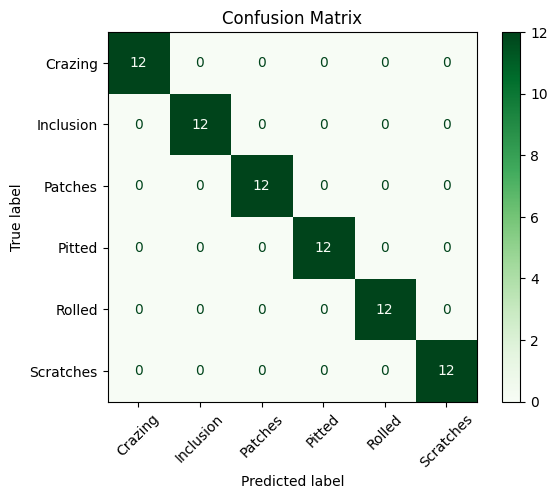 Confusion Matrix
Crazing 12 0 0 0 0 0
Inclusion 0 12 0 0 0 0
Patches 0 0 12 0 0 0
Pitted 0 0 0 12 0 0
Rolled 0 0 0 0 12 0
Scratches 0 0 0 0 0 12
True label
Crazing Inclusion Patches Pitted Rolled Scratches
Predicted label
12
10
8
6
4
2
0